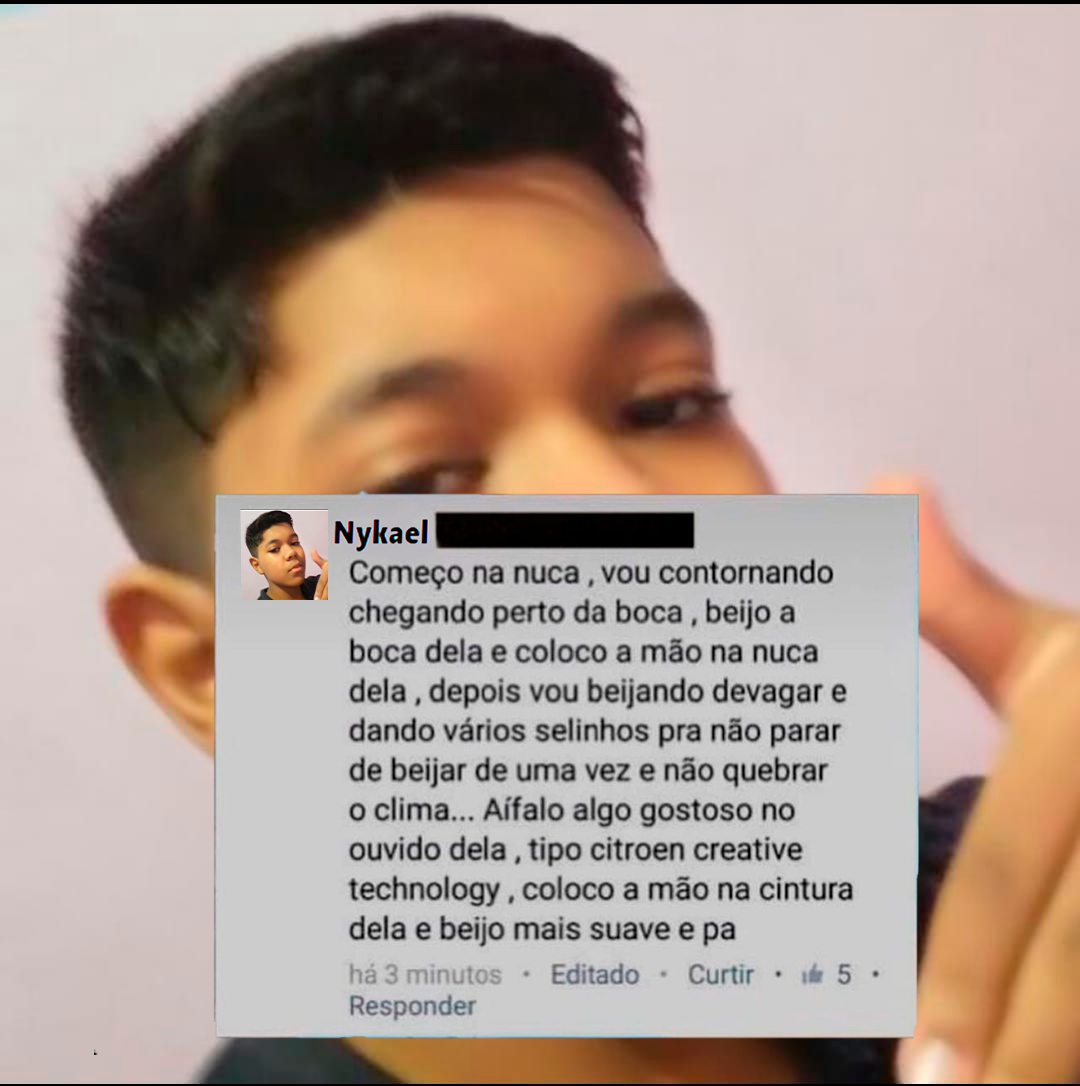 Nykael
Começo na nuca , vou contornando
chegando perto da boca , beijo a
boca dela e coloco a mão na nuca
dela , depois vou beijando devagar e
dando vários selinhos pra não parar
de beijar de uma vez e não quebrar
o clima... Aífalo algo gostoso no
ouvido dela , tipo citroen creative
technology , coloco a mão na cintura
dela e beijo mais suave e pa
há 3 minutos • Editado • Curtir • 5 •
Responder